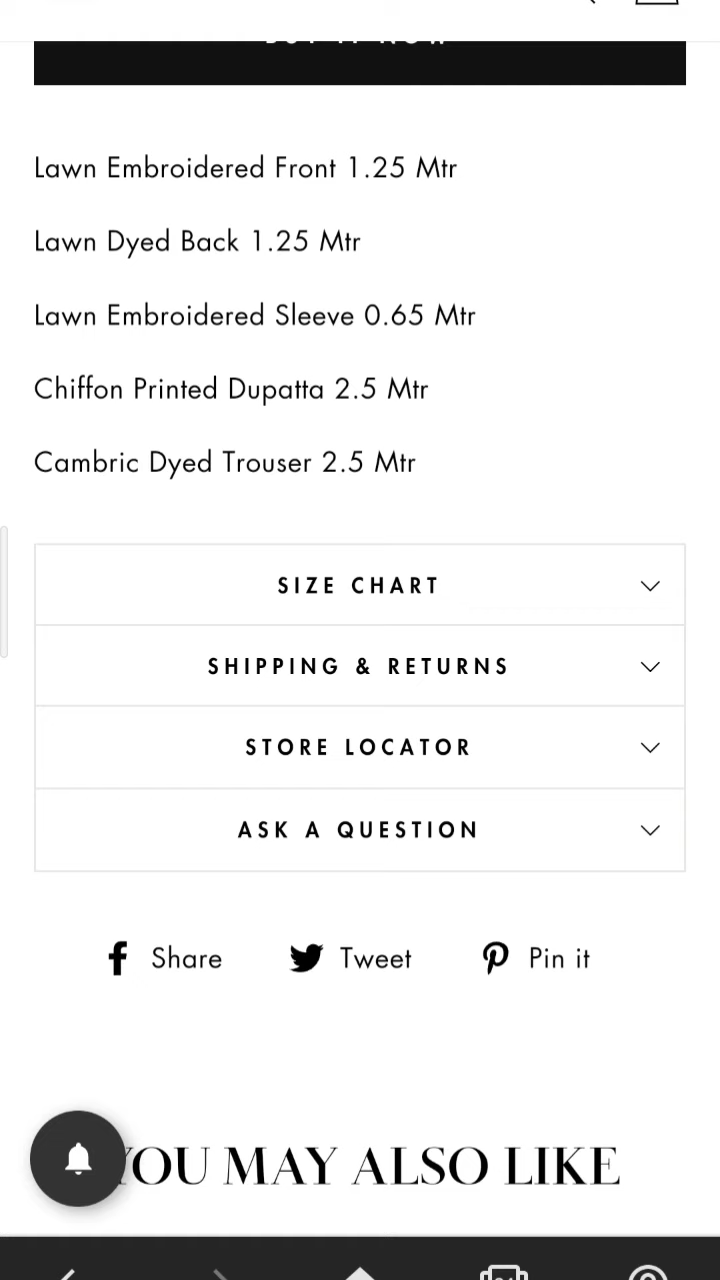 Lawn Embroidered Front 1.25 Mtr
Lawn Dyed Back 1.25 Mtr
Lawn Embroidered Sleeve 0.65 Mtr
Chiffon Printed Dupatta 2.5 Mtr
Cambric Dyed Trouser 2.5 Mtr
SIZE CHART
SHIPPING & RETURNS
STORE LOCATOR
ASK A QUESTION
Share Tweet Pin it
YOU MAY ALSO LIKE